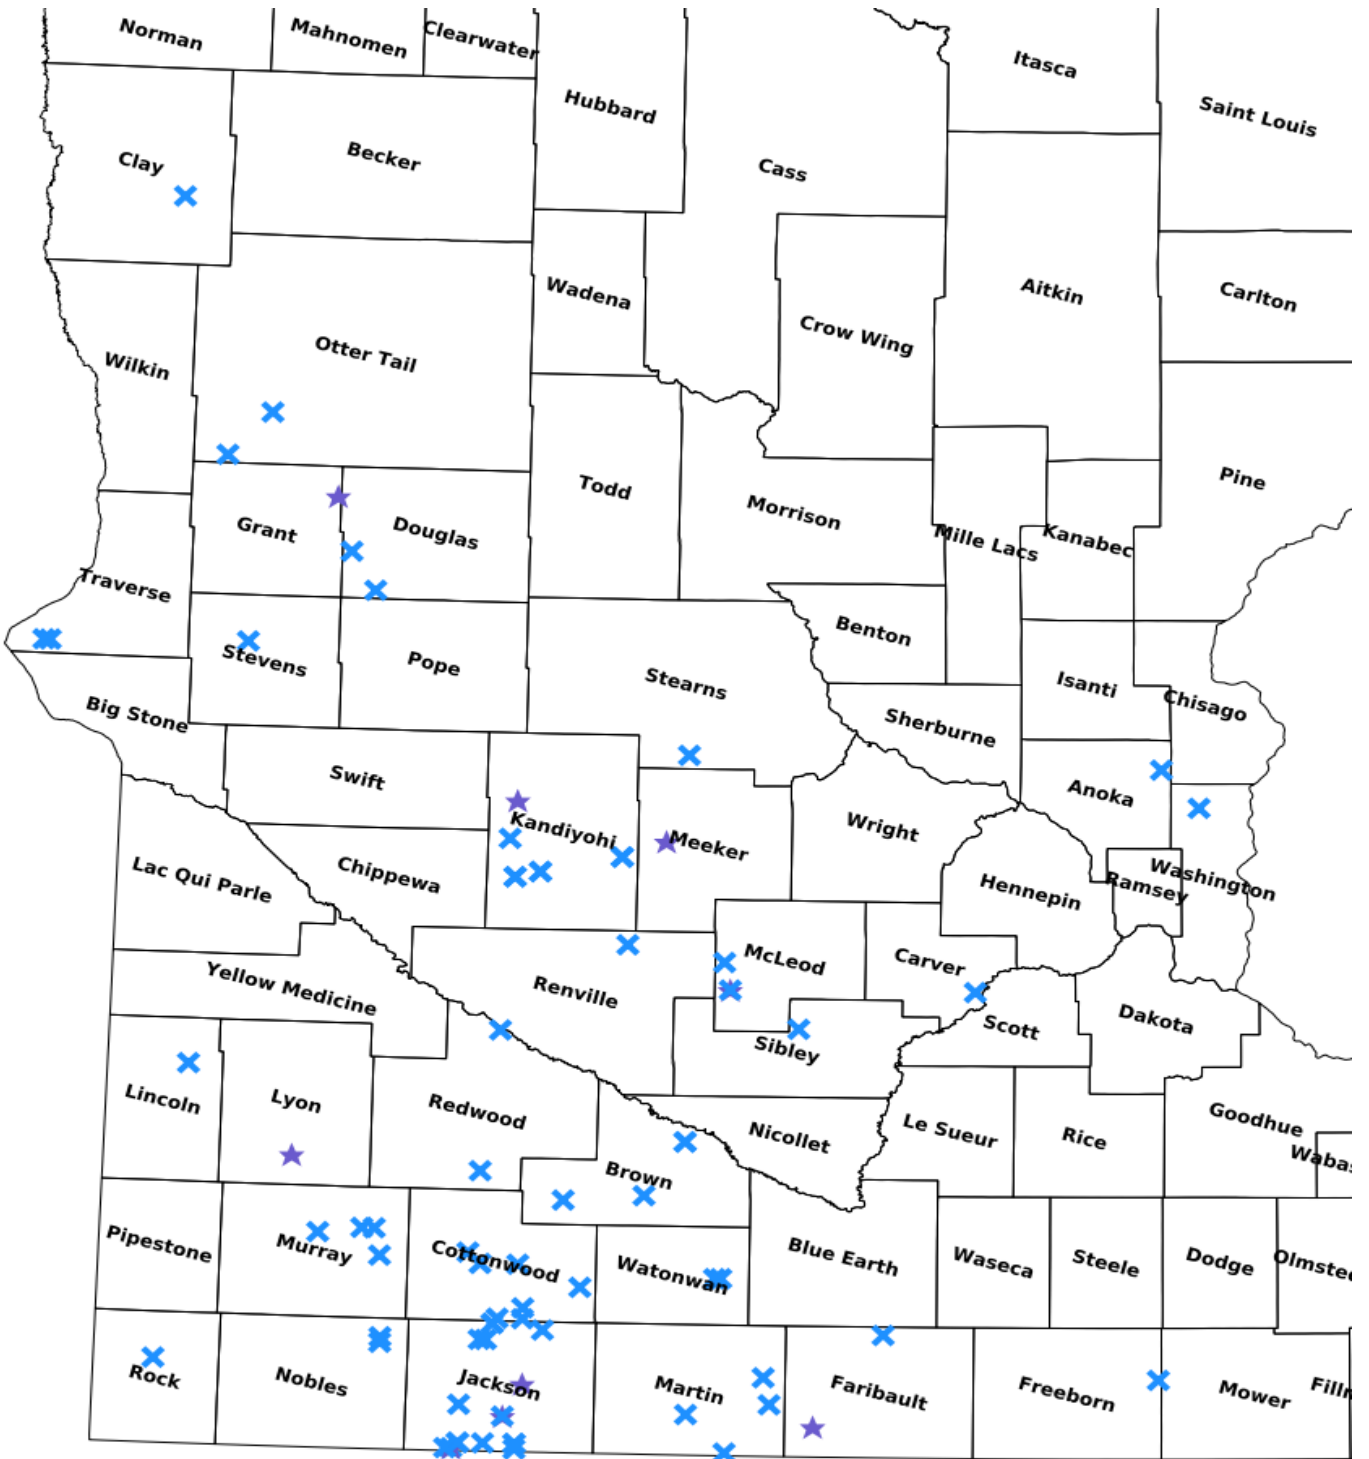 Norman
Mahnomen
Clearwater
Itasca
Hubbard
Saint Louis
Clay
Becker
Cass
Wadena
Aitkin
Carlton
Crow Wing
Otter Tail
Wilkin
Todd
Pine
Morrison
Grant
Douglas
Mille Lacs
Kanabec
Traverse
Benton
Stevens
Pope
Stearns
Isanti
Chisago
Big Stone
Sherburne
Swift
Anoka
Kandiyohi
Wright
Meeker
Chippewa
Lac Qui Parle
Hennepin
Ramsey
Washington
McLeod
Carver
Yellow Medicine
Renville
Scott
Dakota
Sibley
Lincoln
Lyon
Redwood
Nicollet
Le Sueur
Rice
Goodhue
Wabas
Brown
Pipestone
Murray
Cottonwood
Watonwan
Blue Earth
Waseca
Steele
Dodge
Olmste
Rock
Nobles
Jackson
Martin
Faribault
Freeborn
Mower
Fill